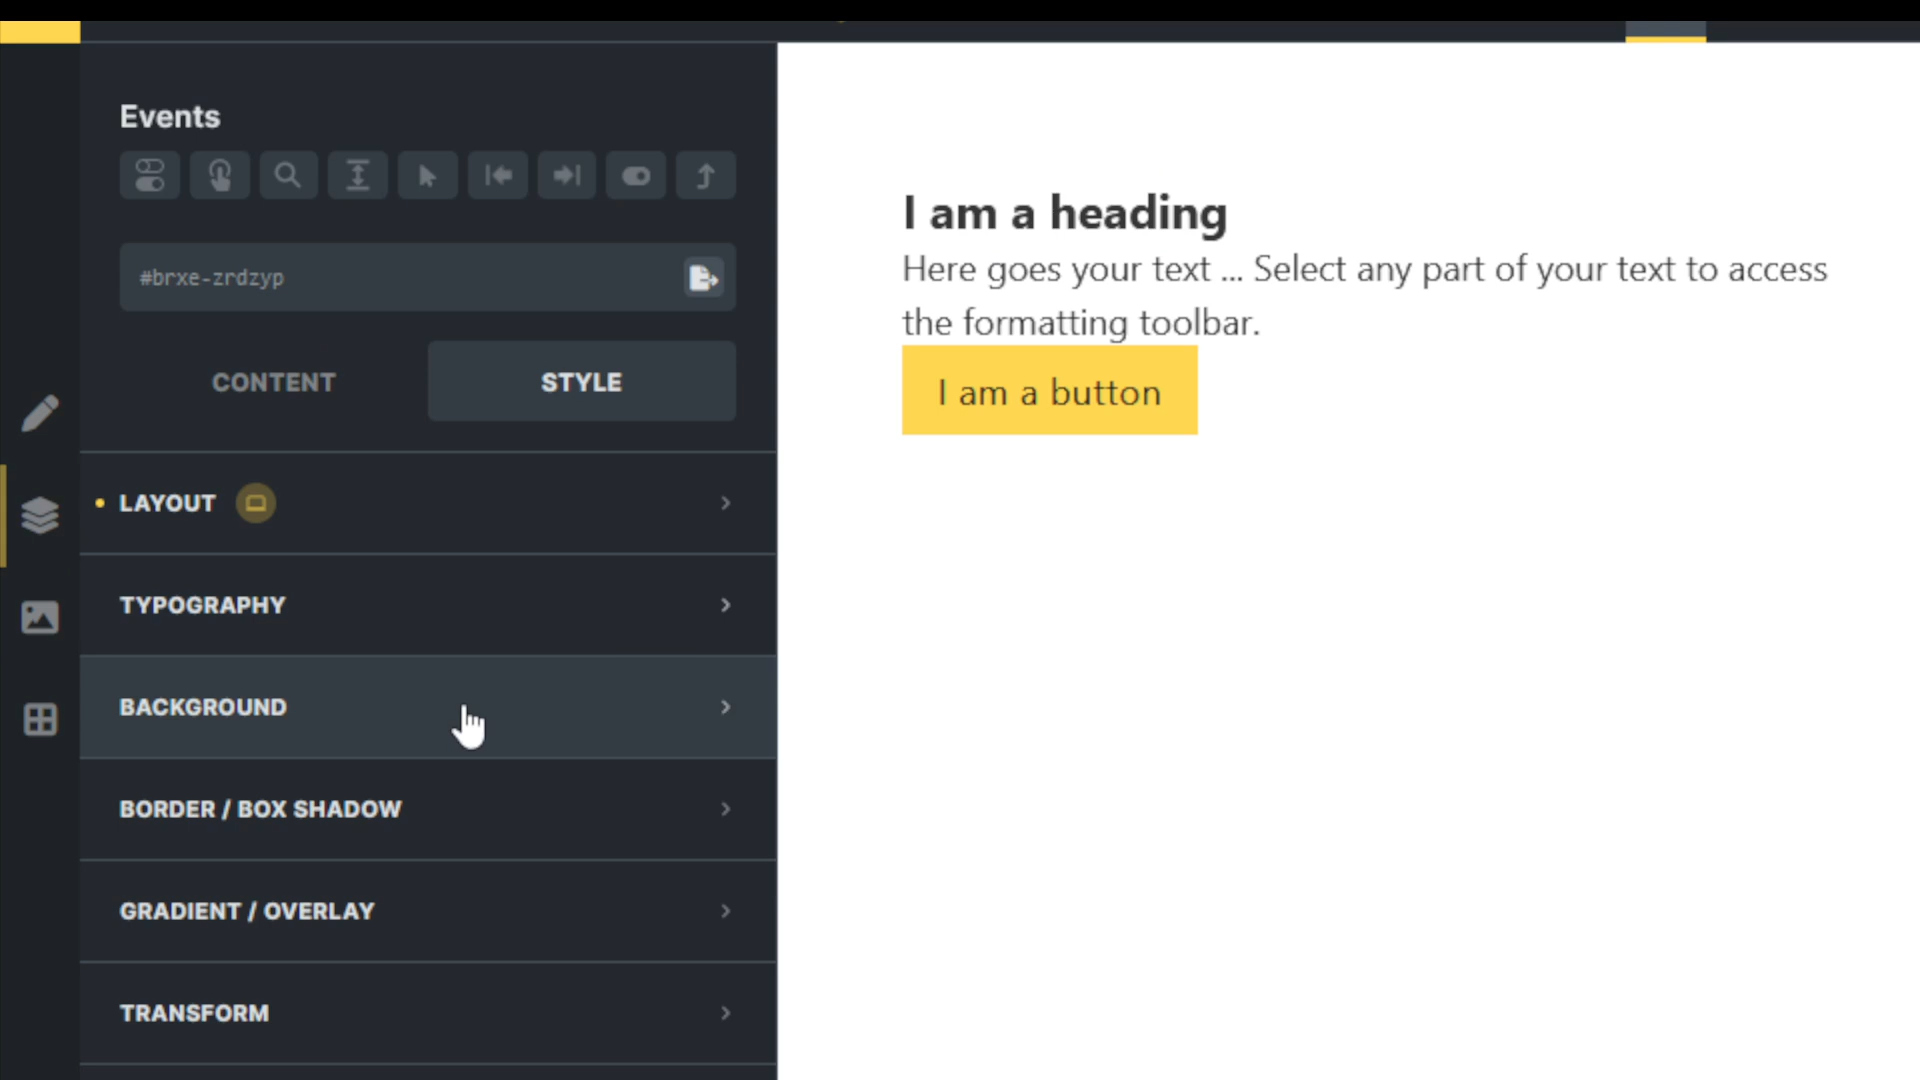 Events
#brxe-zrdzyp
CONTENT
STYLE
LAYOUT
TYPOGRAPHY
BACKGROUND
BORDER / BOX SHADOW
GRADIENT / OVERLAY
TRANSFORM
I am a heading
Here goes your text ... Select any part of your text to access
the formatting toolbar.
I am a button